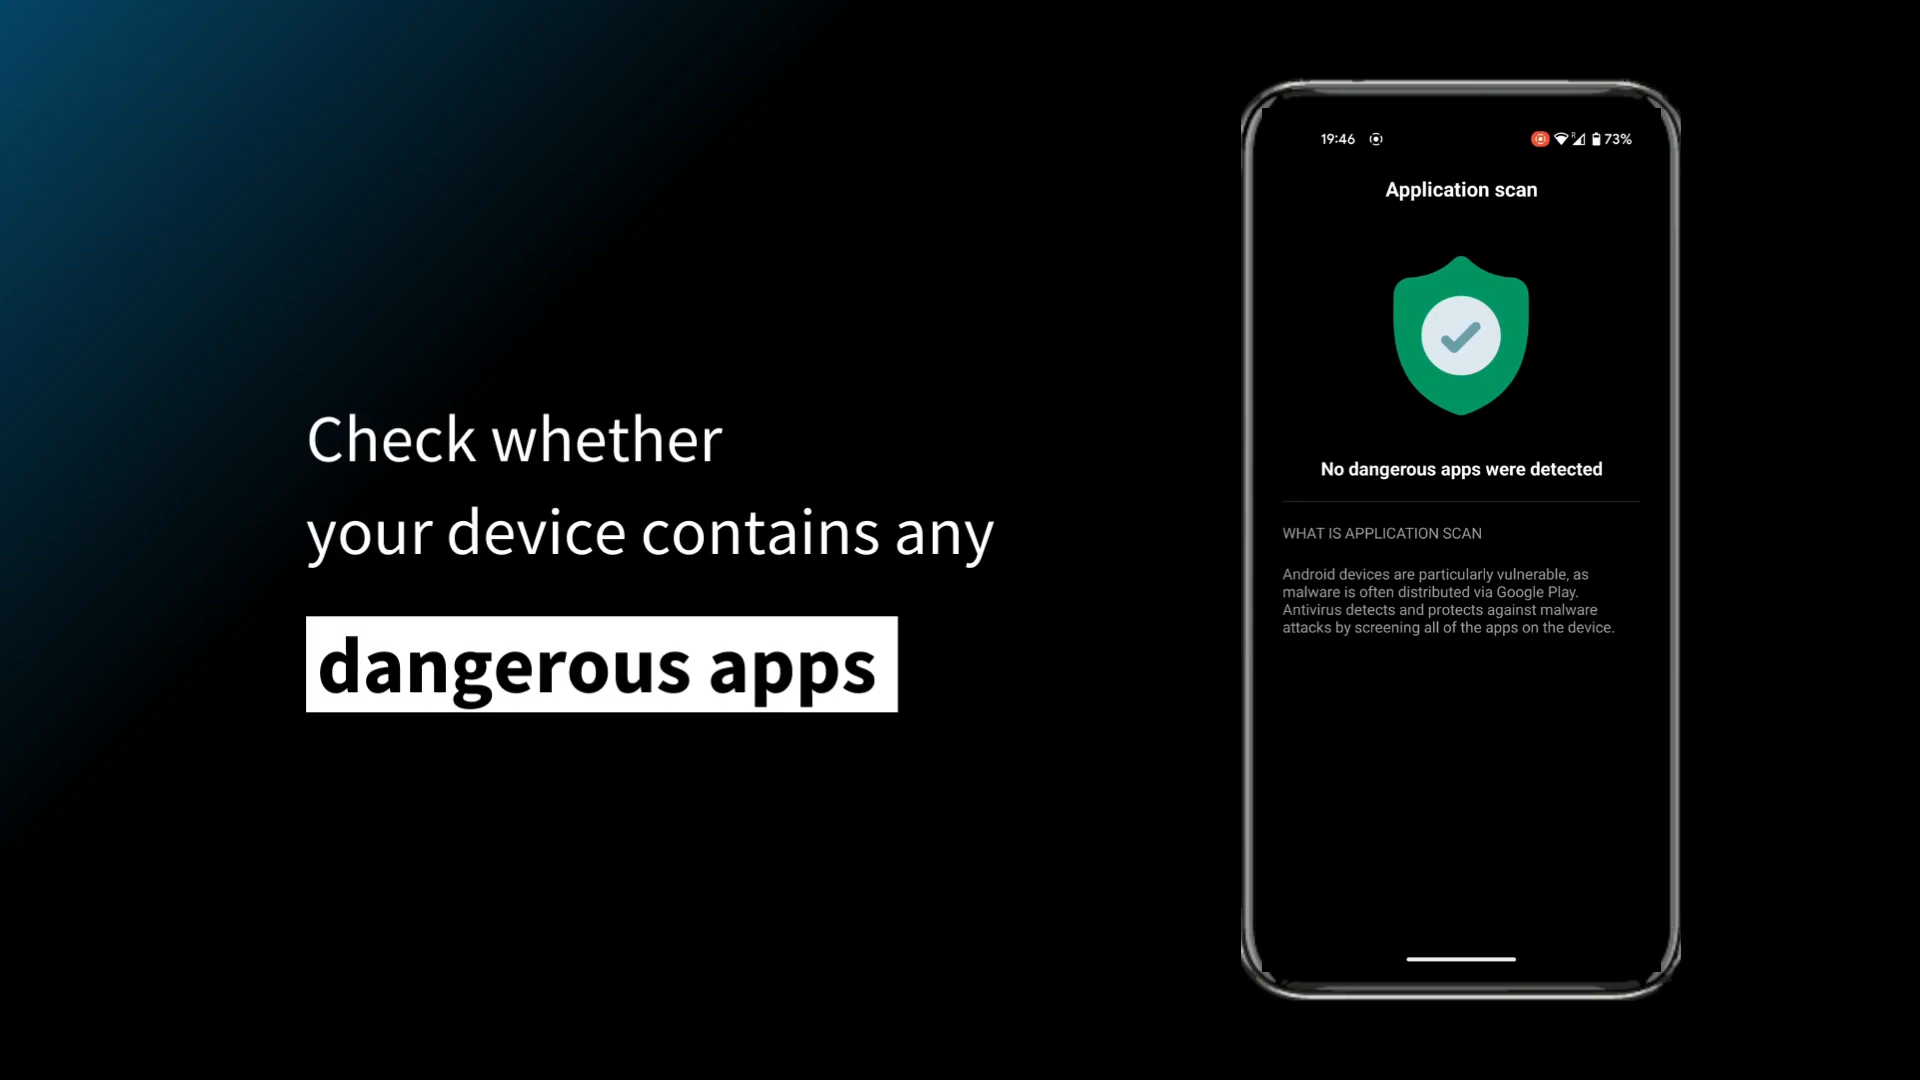 Check whether
your device contains any
dangerous apps
19:46
R
73%
Application scan
No dangerous apps were detected
WHAT IS APPLICATION SCAN
Android devices are particularly vulnerable, as
malware is often distributed via Google Play.
Antivirus detects and protects against malware
attacks by screening all of the apps on the device.